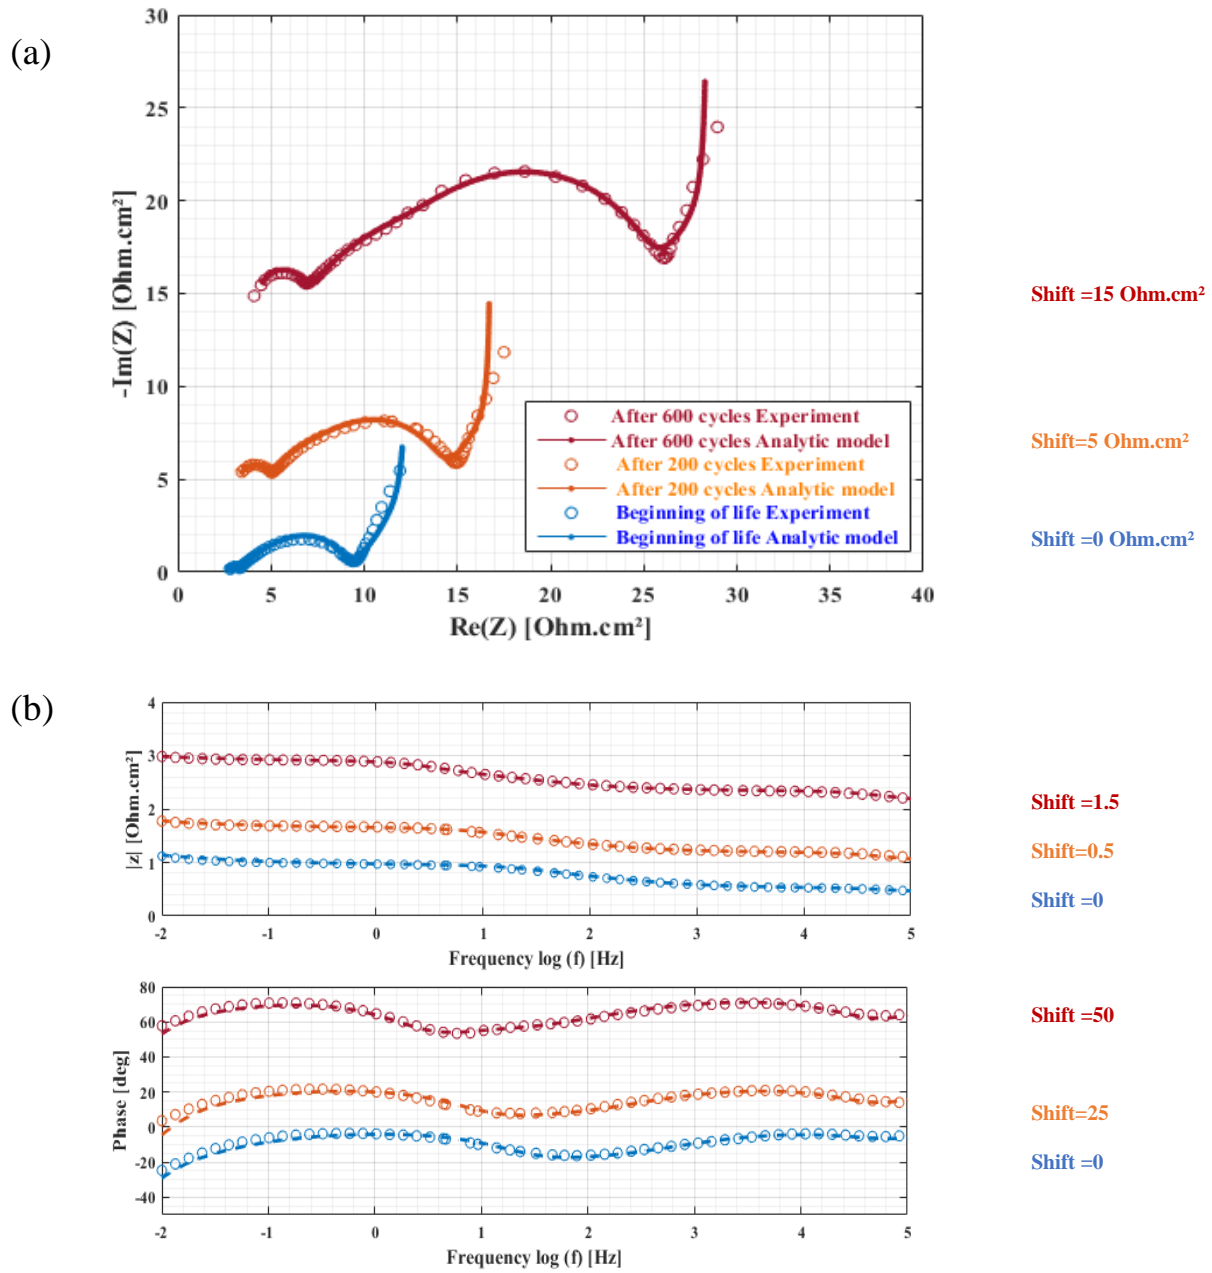 (a)
30
25
20
15
10
5
0
-Im(Z) [Ohm.cm²]
0 5 10 15 20 25 30 35 40
Re(Z) [Ohm.cm²]
After 600 cycles Experiment
After 600 cycles Analytic model
After 200 cycles Experiment
After 200 cycles Analytic model
Beginning of life Experiment
Beginning of life Analytic model
Shift =15 Ohm.cm²
Shift=5 Ohm.cm²
Shift =0 Ohm.cm²
(b)
4
3
2
1
0
|z| [Ohm.cm²]
-2 -1 0 1 2 3 4 5
Frequency log (f) [Hz]
Shift =1.5
Shift=0.5
Shift =0
80
60
40
20
0
-20
-40
Phase [deg]
-2 -1 0 1 2 3 4 5
Frequency log (f) [Hz]
Shift =50
Shift=25
Shift =0